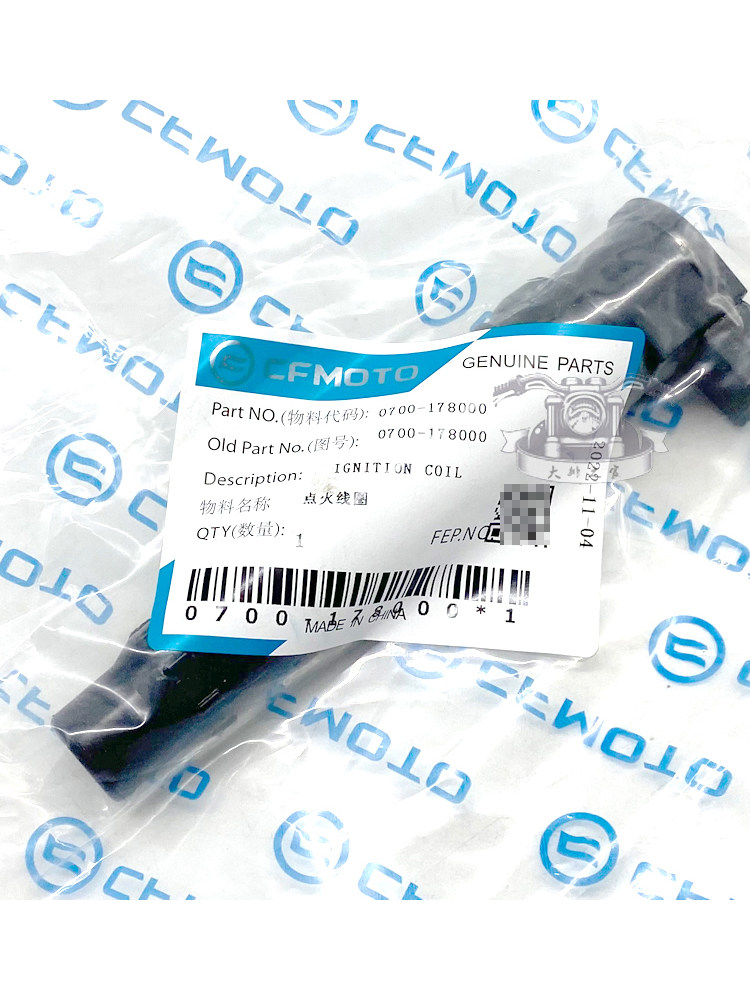 CFMOTO
CFMOTO
CFMOTO
CFMOTO
CFMOTO GENUINE PARTS
Part NO.(物料代码): 0700-178000
Old Part No.(图号): 0700-178000
Description: IGNITION COIL
物料名称 点火线圈
QTY(数量): 1
FEP.NO.
2022-11-04
0700-178000*1
MADE IN CHINA
CFMOTO
CFMOTO
CFMOTO